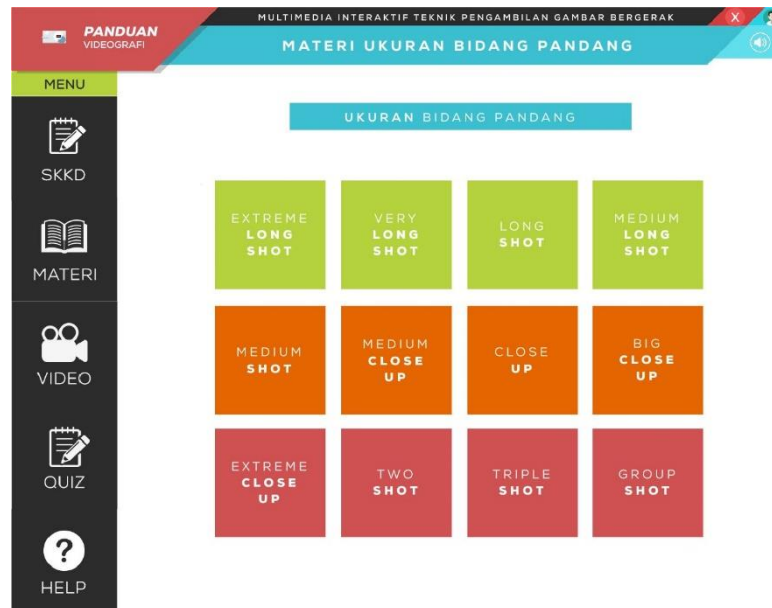 MULTIMEDIA INTERAKTIF TEKNIK PENGAMBILAN GAMBAR BERGERAK
X
PANDUAN
VIDEOGRAFI
MATERI UKURAN BIDANG PANDANG
MENU
SKKD
MATERI
VIDEO
QUIZ
HELP
UKURAN BIDANG PANDANG
EXTREME
LONG
SHOT
VERY
LONG
SHOT
LONG
SHOT
MEDIUM
LONG
SHOT
MEDIUM
SHOT
MEDIUM
CLOSE
UP
CLOSE
UP
BIG
CLOSE
UP
EXTREME
CLOSE
UP
TWO
SHOT
TRIPLE
SHOT
GROUP
SHOT